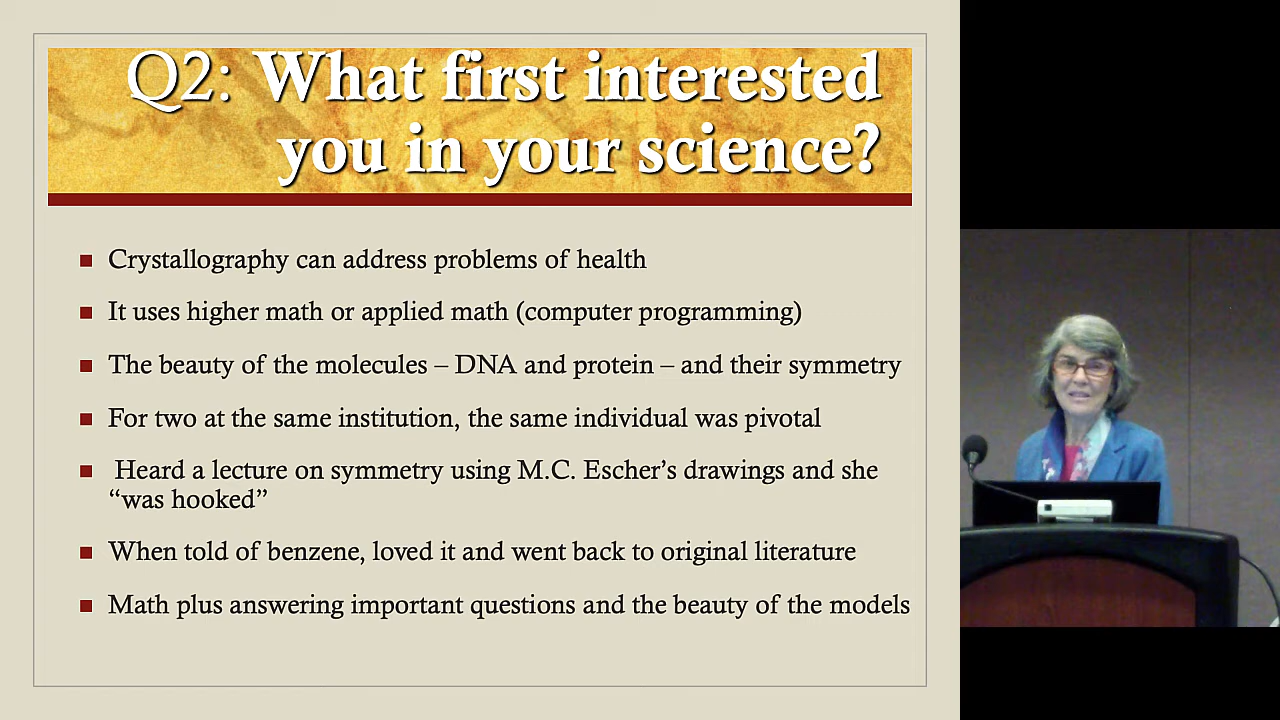 Q2: What first interested
you in your science?
Crystallography can address problems of health
It uses higher math or applied math (computer programming)
The beauty of the molecules – DNA and protein – and their symmetry
For two at the same institution, the same individual was pivotal
Heard a lecture on symmetry using M.C. Escher’s drawings and she
“was hooked”
When told of benzene, loved it and went back to original literature
Math plus answering important questions and the beauty of the models